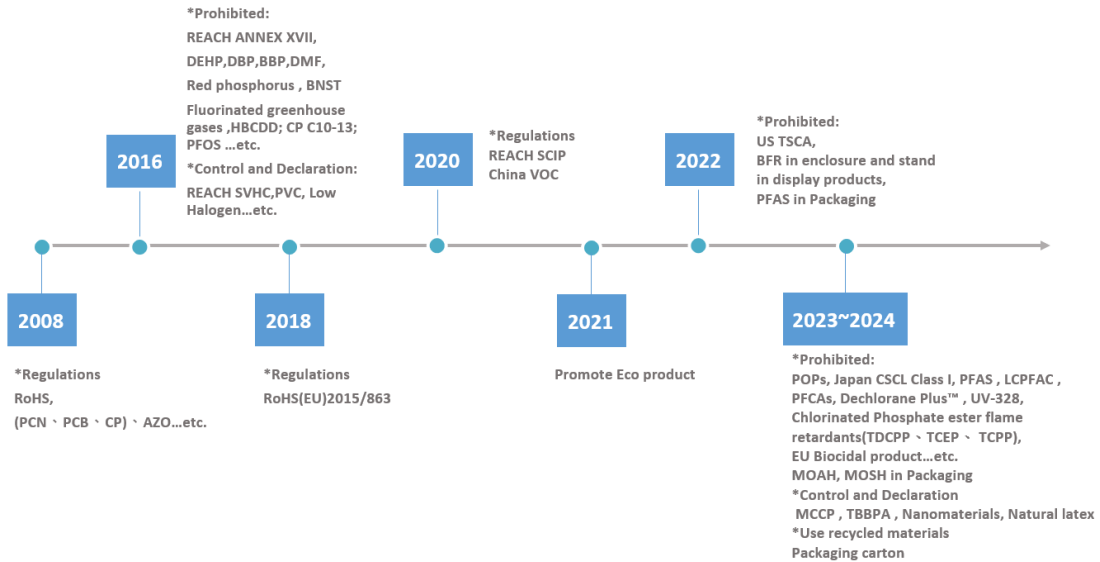 2008
*Regulations
RoHS,
(PCN、PCB、CP)、AZO…etc.
2016
*Prohibited:
REACH ANNEX XVII,
DEHP,DBP,BBP,DMF,
Red phosphorus , BNST
Fluorinated greenhouse
gases ,HBCDD; CP C10-13;
PFOS …etc.
*Control and Declaration:
REACH SVHC,PVC, Low
Halogen…etc.
2018
*Regulations
RoHS(EU)2015/863
2020
*Regulations
REACH SCIP
China VOC
2021
Promote Eco product
2022
*Prohibited:
US TSCA,
BFR in enclosure and stand
in display products,
PFAS in Packaging
2023~2024
*Prohibited:
POPs, Japan CSCL Class I, PFAS , LCPFAC ,
PFCAs, Dechlorane Plus™ , UV-328,
Chlorinated Phosphate ester flame
retardants(TDCPP、TCEP、 TCPP),
EU Biocidal product…etc.
MOAH, MOSH in Packaging
*Control and Declaration
MCCP , TBBPA , Nanomaterials, Natural latex
*Use recycled materials
Packaging carton